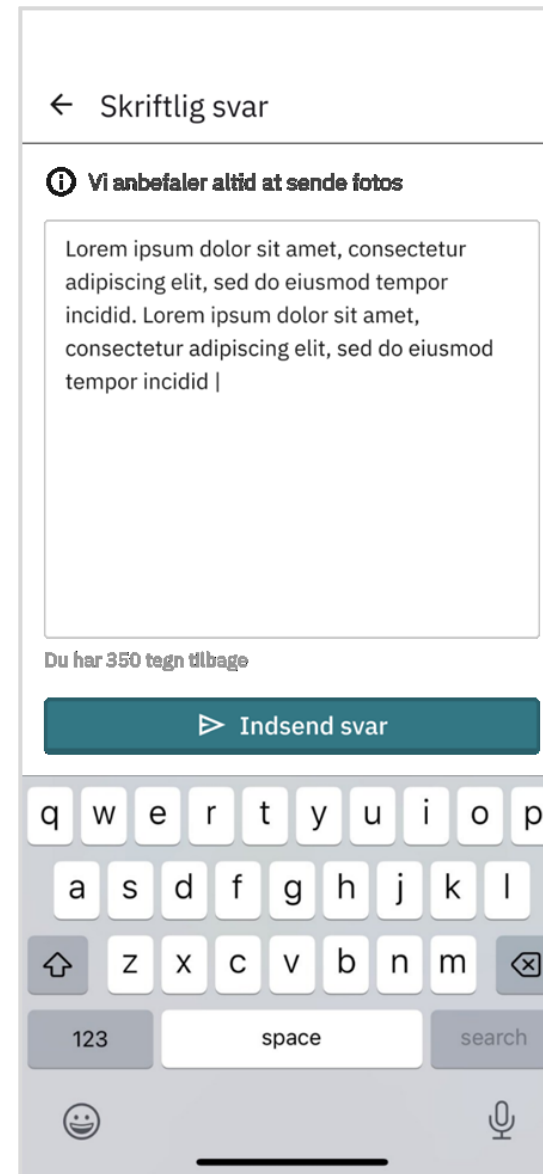 Skriftlig svar
Vi anbefaler altid at sende fotos
Lorem ipsum dolor sit amet, consectetur
adipiscing elit, sed do eiusmod tempor
incidid. Lorem ipsum dolor sit amet,
consectetur adipiscing elit, sed do eiusmod
tempor incidid |
Du har 350 tegn tilbage
Indsend svar
q w e r t y u i o p
a s d f g h j k l
z x c v b n m
123 space search